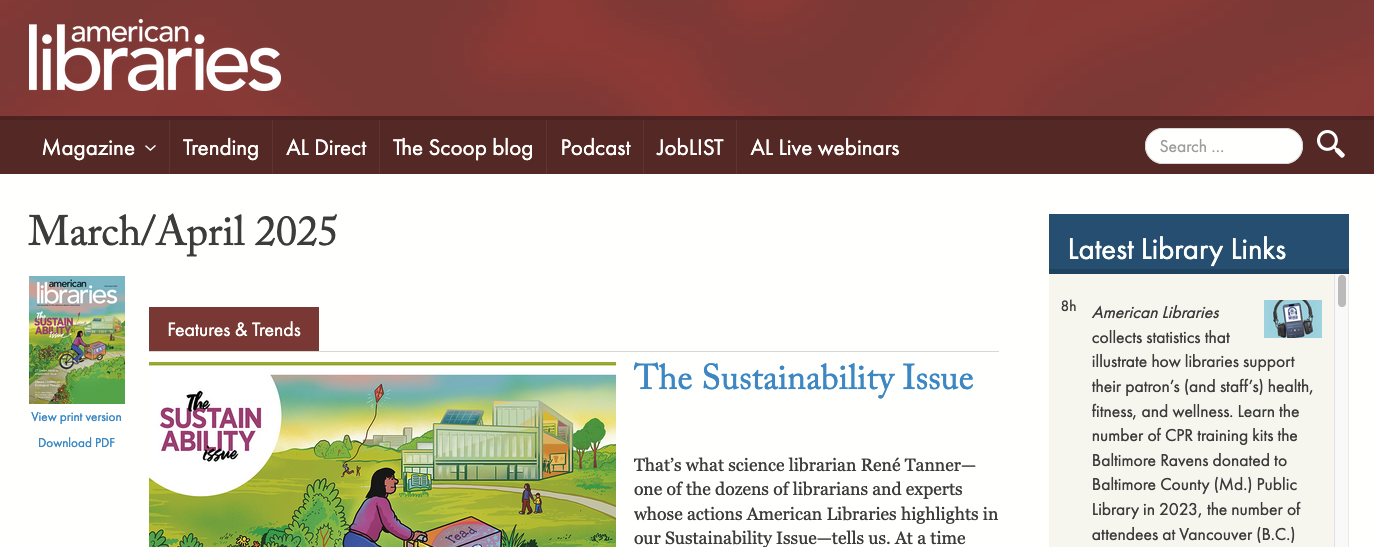 american
libraries
Magazine
Trending
AL Direct
The Scoop blog
Podcast
JobLIST
AL Live webinars
Search ...
March/April 2025
american
libraries
The
SUSTAIN
ABILITY
issue
View print version
Download PDF
Features & Trends
The
SUSTAIN
ABILITY
issue
read
The Sustainability Issue
That's what science librarian René Tanner—
one of the dozens of librarians and experts
whose actions American Libraries highlights in
our Sustainability Issue—tells us. At a time
Latest Library Links
8h
American Libraries
collects statistics that
illustrate how libraries support
their patron's (and staff's) health,
fitness, and wellness. Learn the
number of CPR training kits the
Baltimore Ravens donated to
Baltimore County (Md.) Public
Library in 2023, the number of
attendees at Vancouver (B.C.)